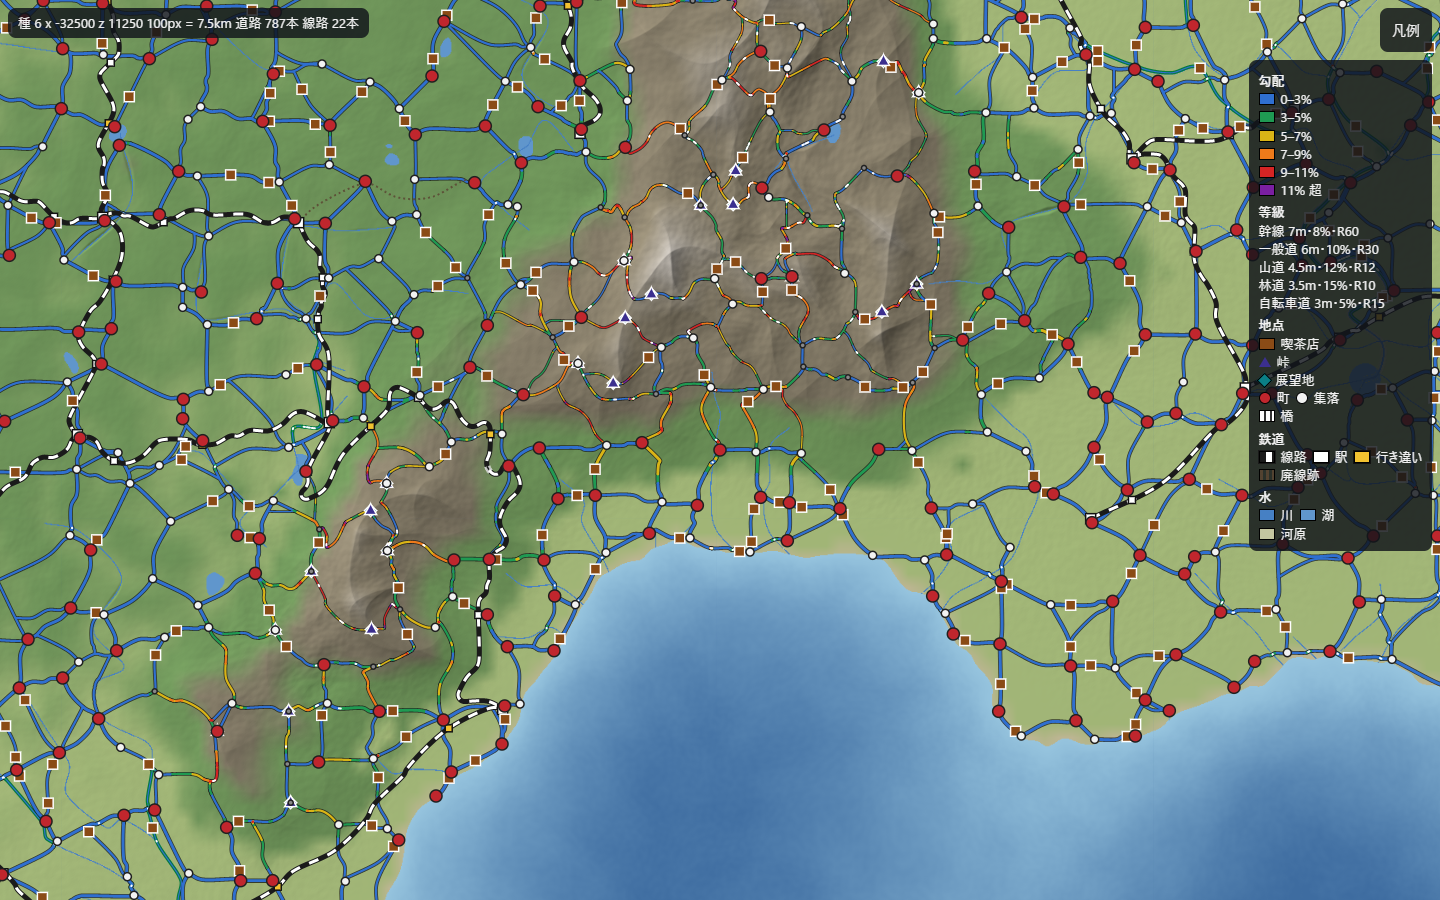 種 6 x -32500 z 11250 100px = 7.5km 道路 787本 線路 22本
凡例
勾配
0–3%
3–5%
5–7%
7–9%
9–11%
11% 超
等級
幹線 7m･8%･R60
一般道 6m･10%･R30
山道 4.5m･12%･R12
林道 3.5m･15%･R10
自転車道 3m･5%･R15
地点
喫茶店
峠
展望地
町 集落
橋
鉄道
線路 駅 行き違い
廃線跡
水
川 湖
河原